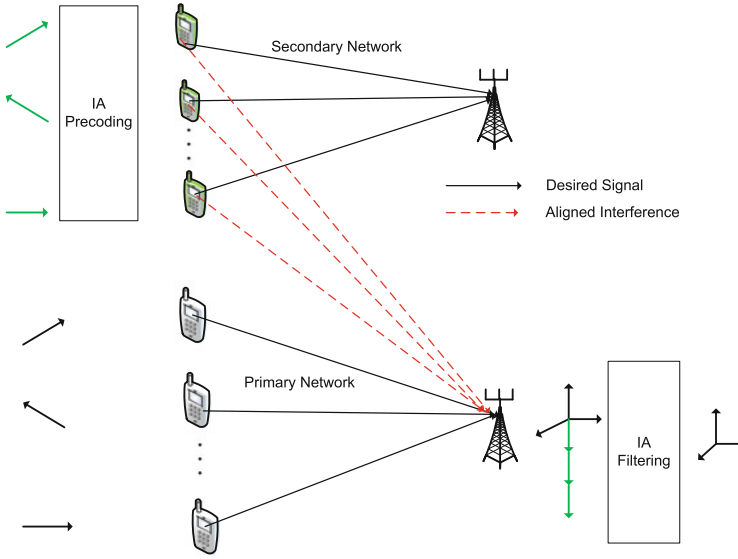 Secondary Network
IA
Precoding
Desired Signal
Aligned Interference
Primary Network
IA
Filtering